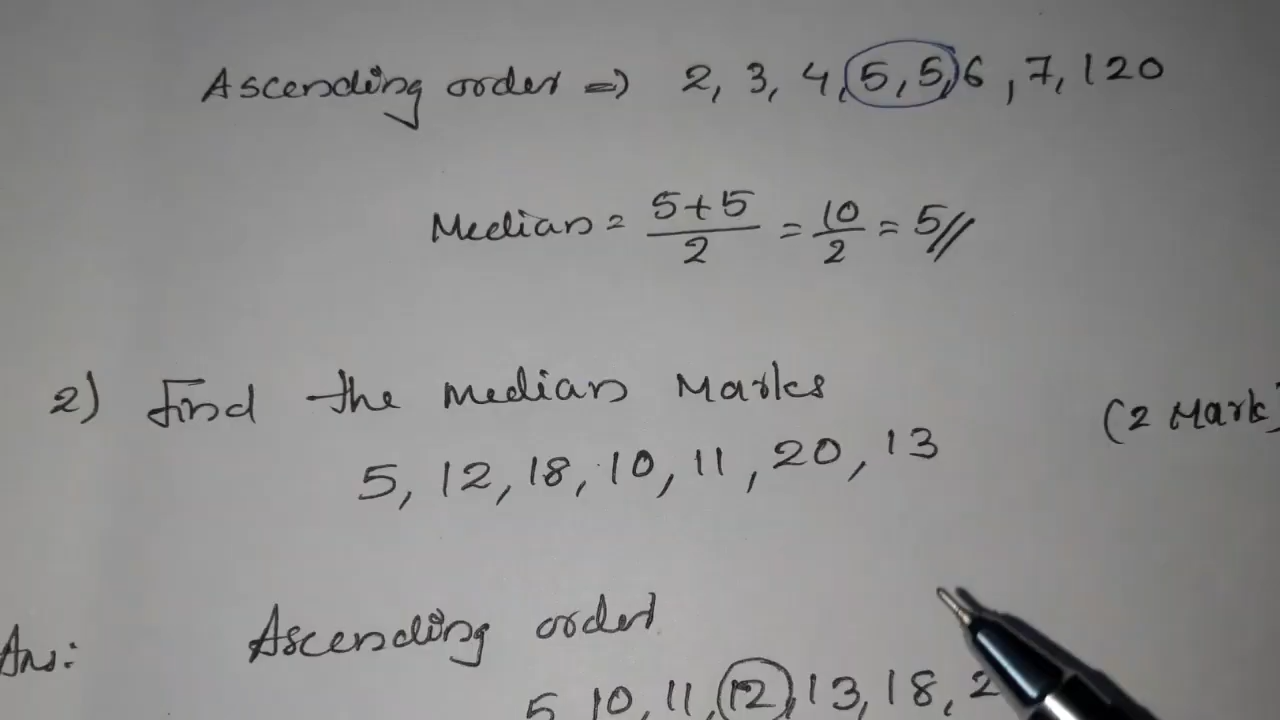 Ascending order => 2, 3, 4, 5, 5, 6, 7, 120
Median = 5+5/2 = 10/2 = 5//
2) Find the Median Marks (2 Mark)
5, 12, 18, 10, 11, 20, 13
Ans: Ascending order
5 10, 11, 12, 13, 18, 2